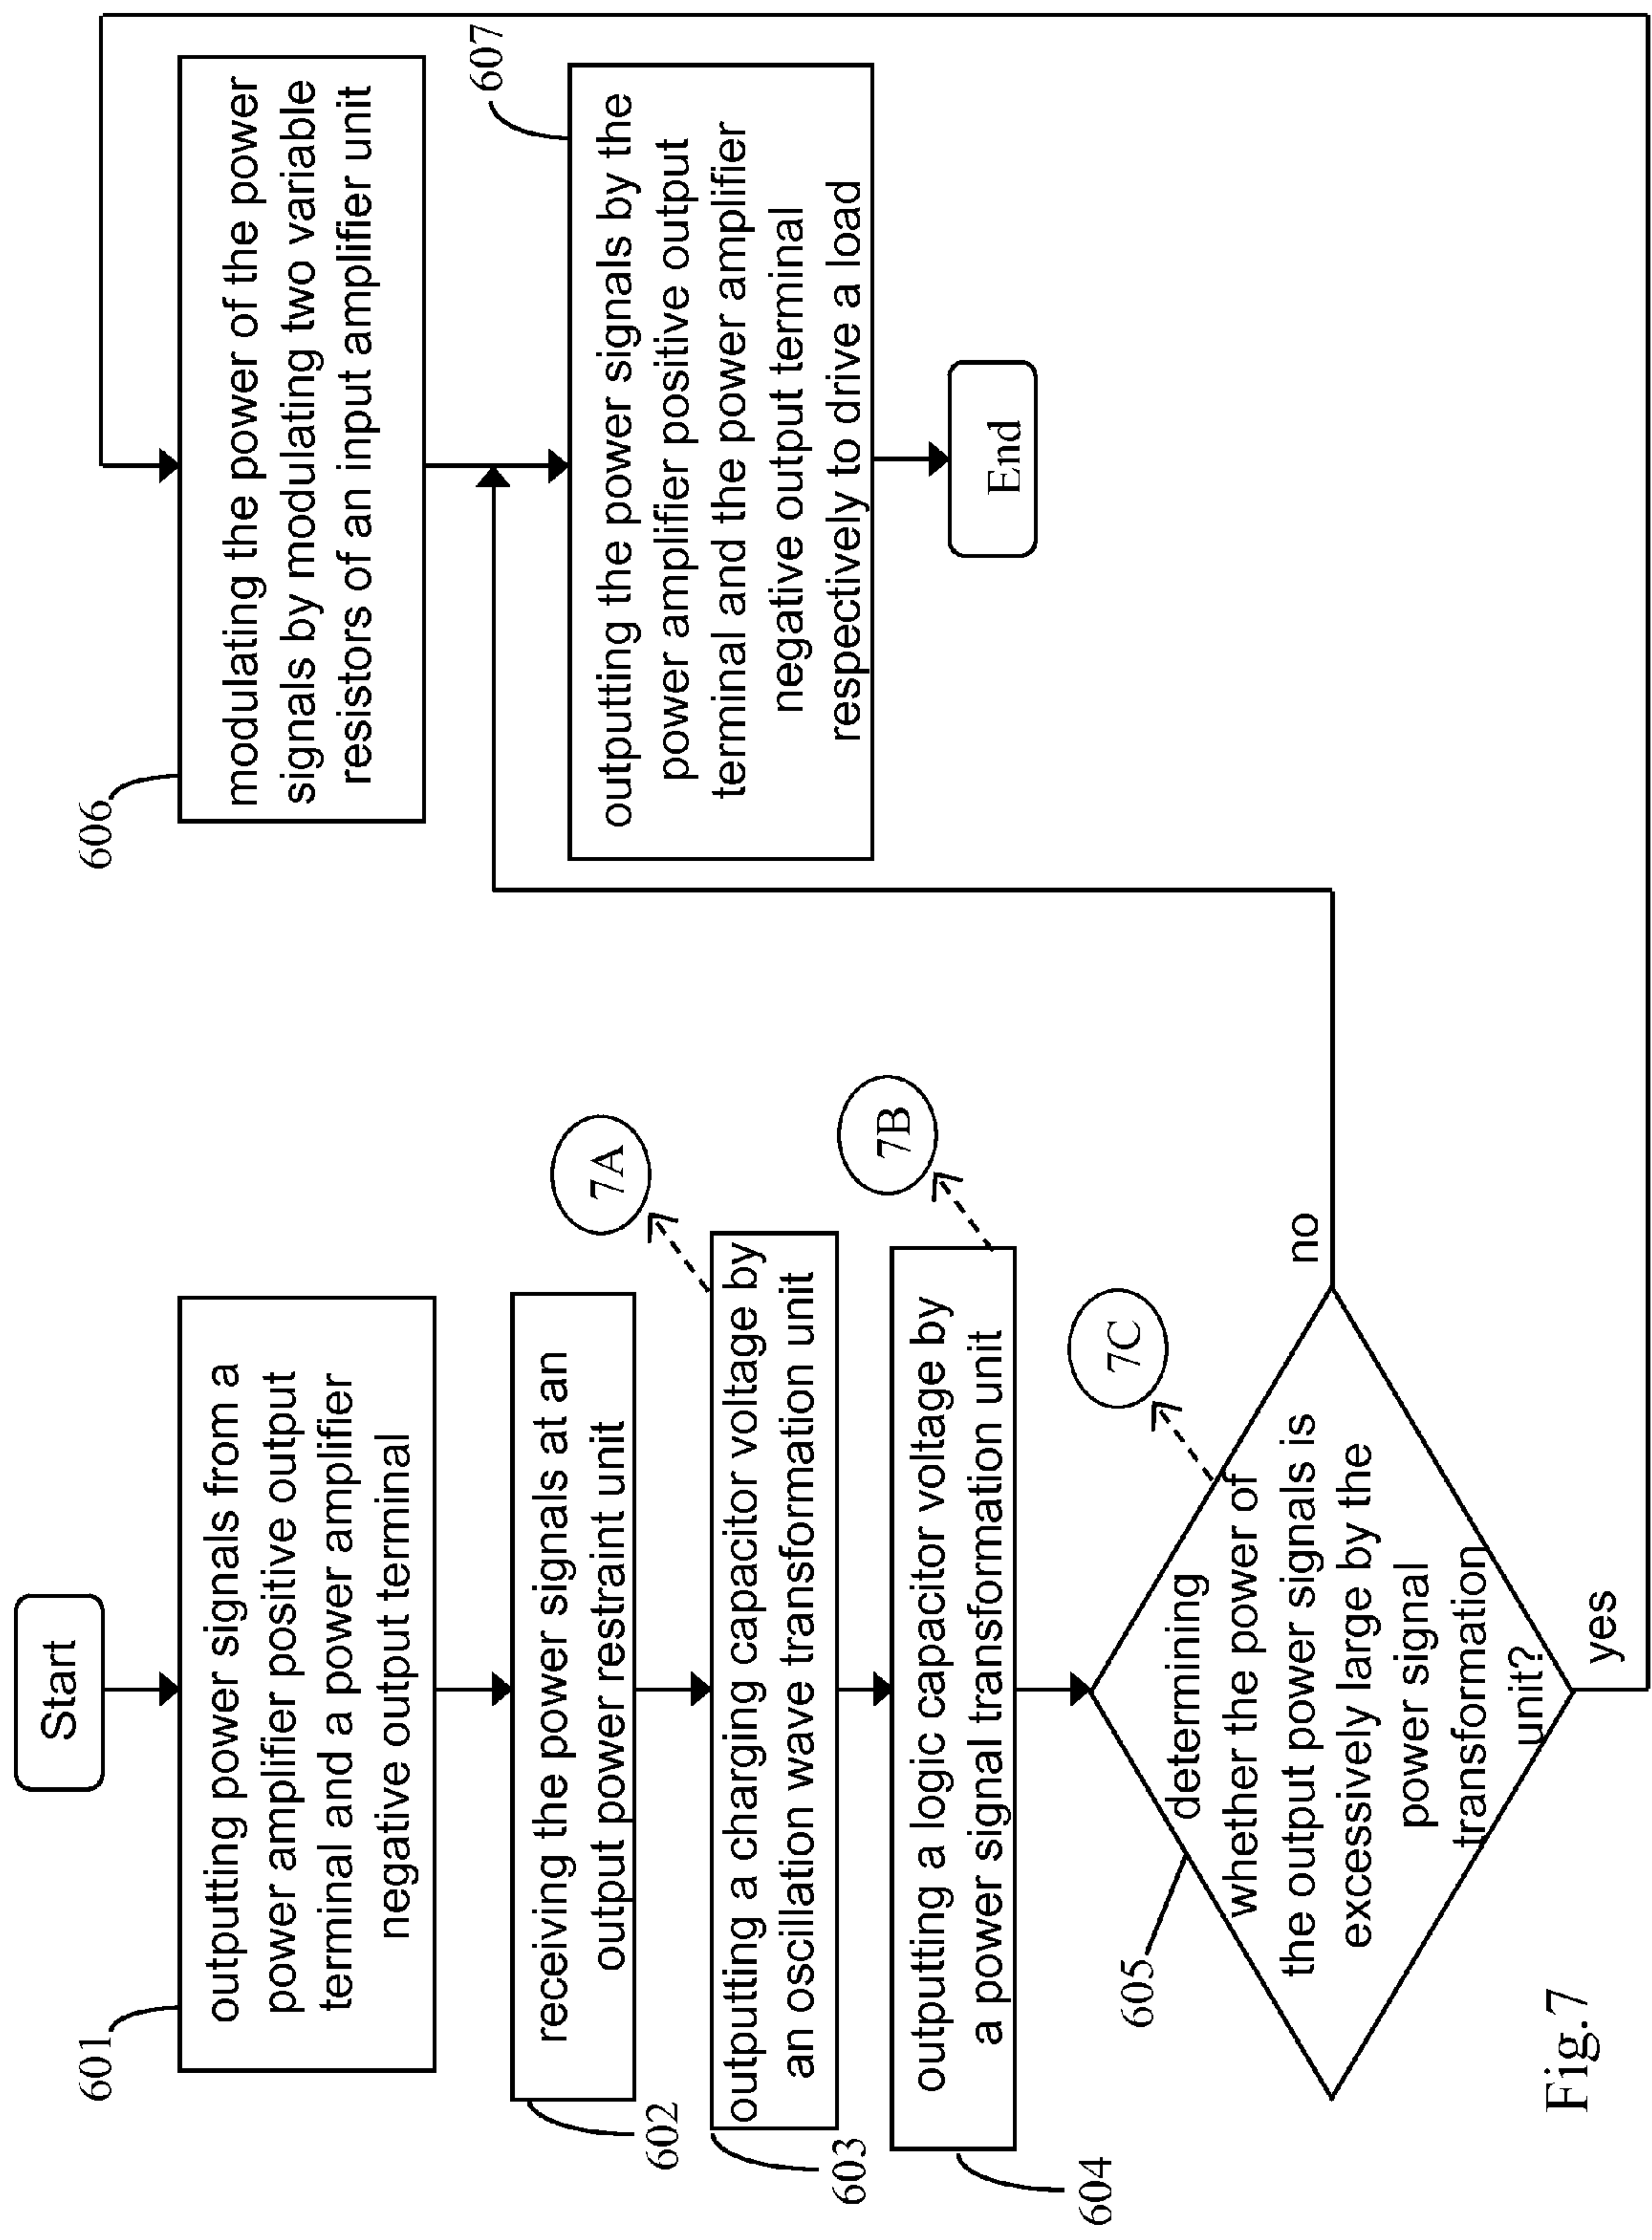 Start
601
outputting power signals from a
power amplifier positive output
terminal and a power amplifier
negative output terminal
602
receiving the power signals at an
output power restraint unit
7A
603
outputting a charging capacitor voltage by
an oscillation wave transformation unit
7B
604
outputting a logic capacitor voltage by
a power signal transformation unit
7C
605
determining
whether the power of
the output power signals is
excessively large by the
power signal
transformation
unit?
no
yes
606
modulating the power of the power
signals by modulating two variable
resistors of an input amplifier unit
607
outputing the power signals by the
power amplifier positive output
terminal and the power amplifier
negative output terminal
respectively to drive a load
End
Fig.7